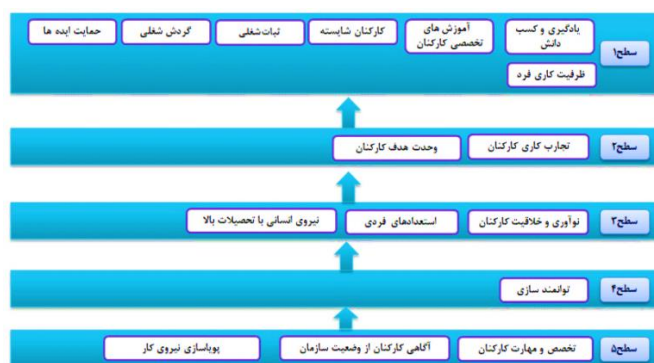 سطح۱
یادگیری و کسب
دانش
آموزش های
تخصصی کارکنان
کارکنان شایسته
ثبات‌شغلی
گردش شغلی
حمایت ایده ها
ظرفیت کاری فرد
سطح۲
تجارب کاری کارکنان
وحدت هدف کارکنان
سطح۳
نوآوری و خلاقیت کارکنان
استعدادهای فردی
نیروی انسانی با تحصیلات بالا
سطح۴
توانمند سازی
سطح۵
تخصص و مهارت کارکنان
آگاهی کارکنان از وضعیت سازمان
پویاسازی نیروی کار